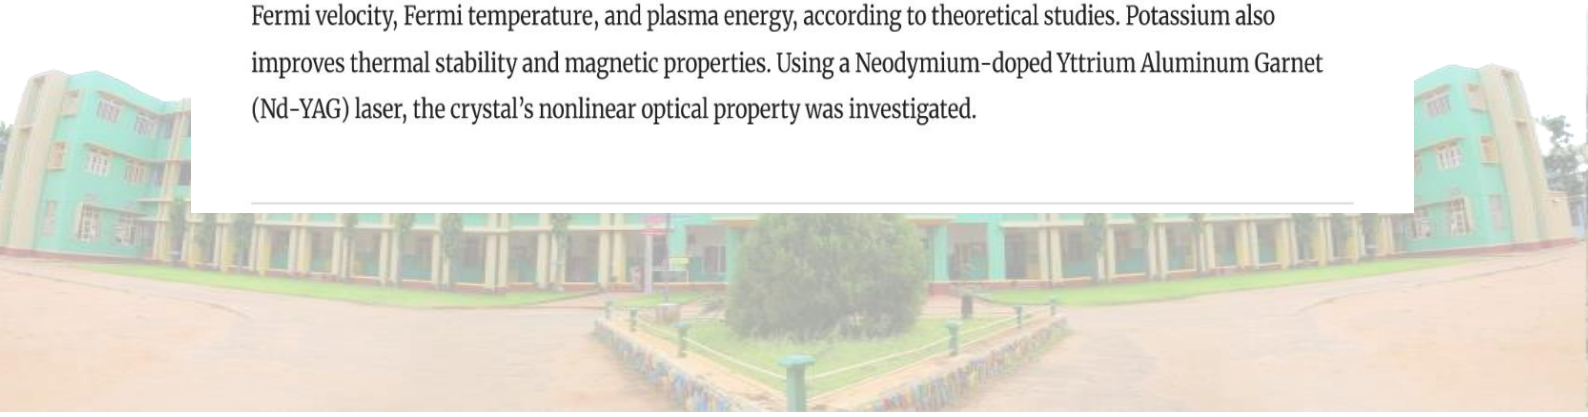 Fermi velocity, Fermi temperature, and plasma energy, according to theoretical studies. Potassium also
improves thermal stability and magnetic properties. Using a Neodymium-doped Yttrium Aluminum Garnet
(Nd-YAG) laser, the crystal’s nonlinear optical property was investigated.